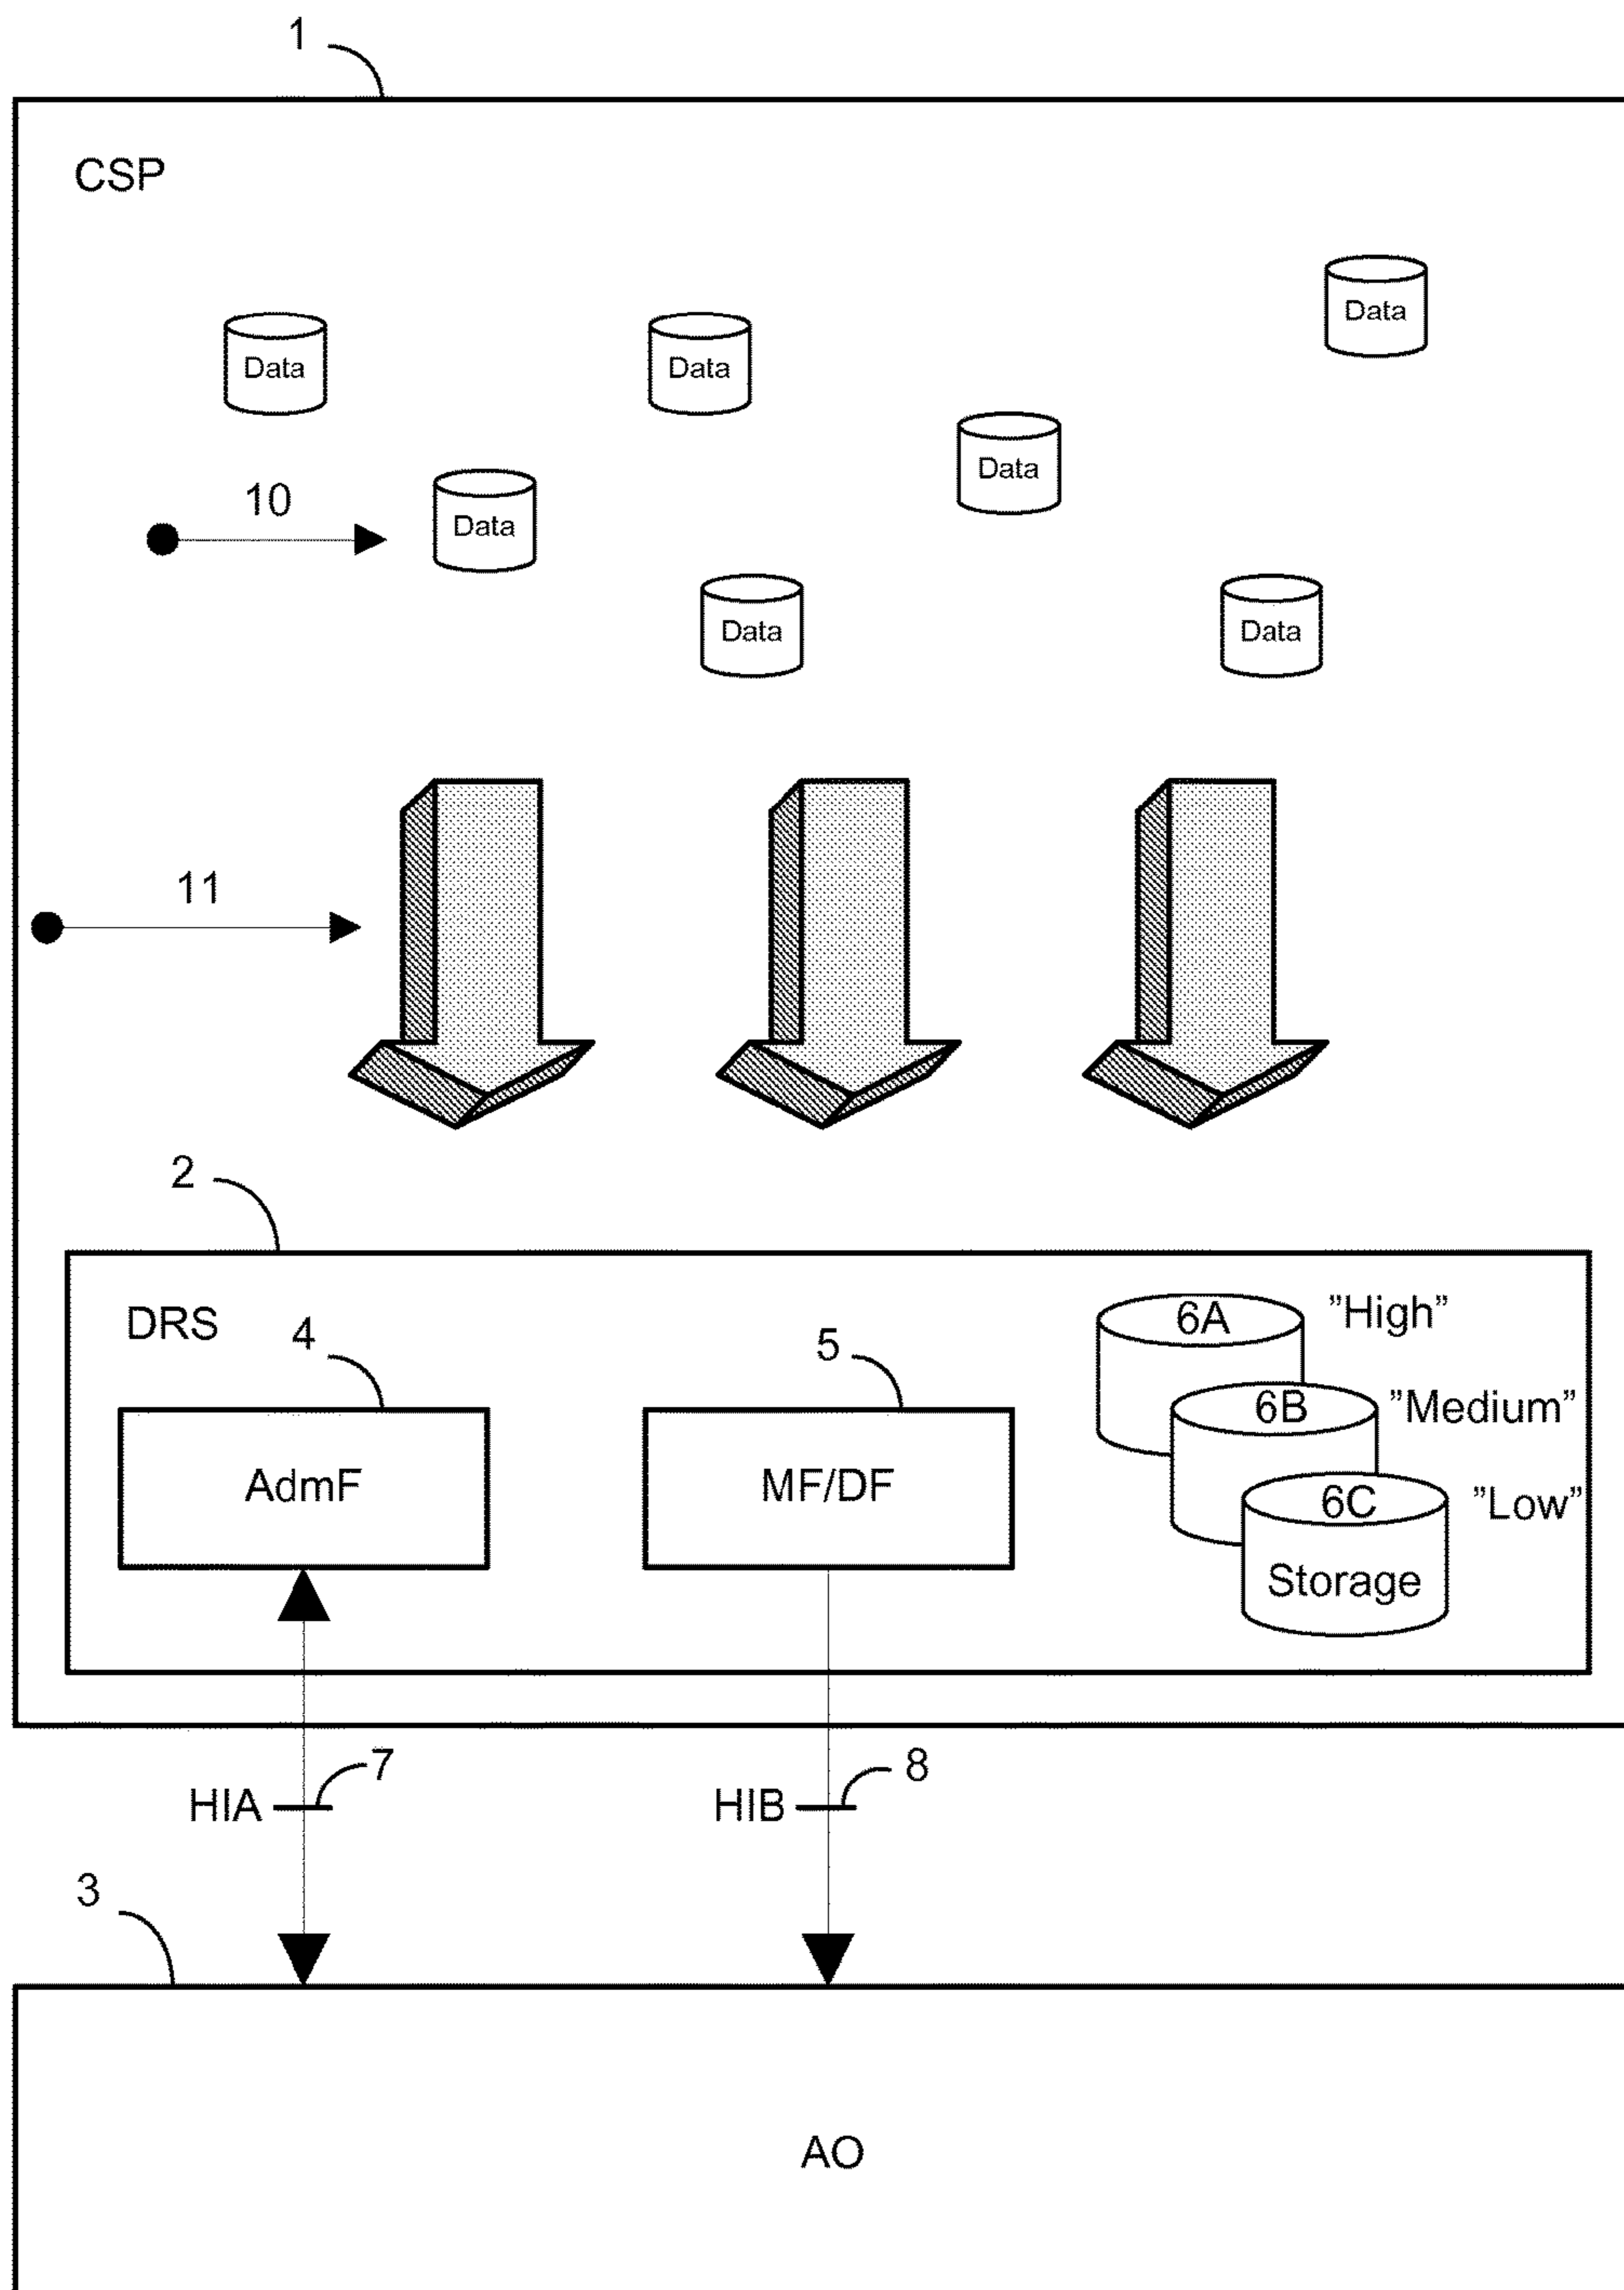 1
CSP
Data
Data
Data
Data
10
Data
Data
Data
11
2
DRS
4
5
6A
”High”
6B
”Medium”
AdmF
MF/DF
6C
”Low”
Storage
7
8
HIA
HIB
3
AO